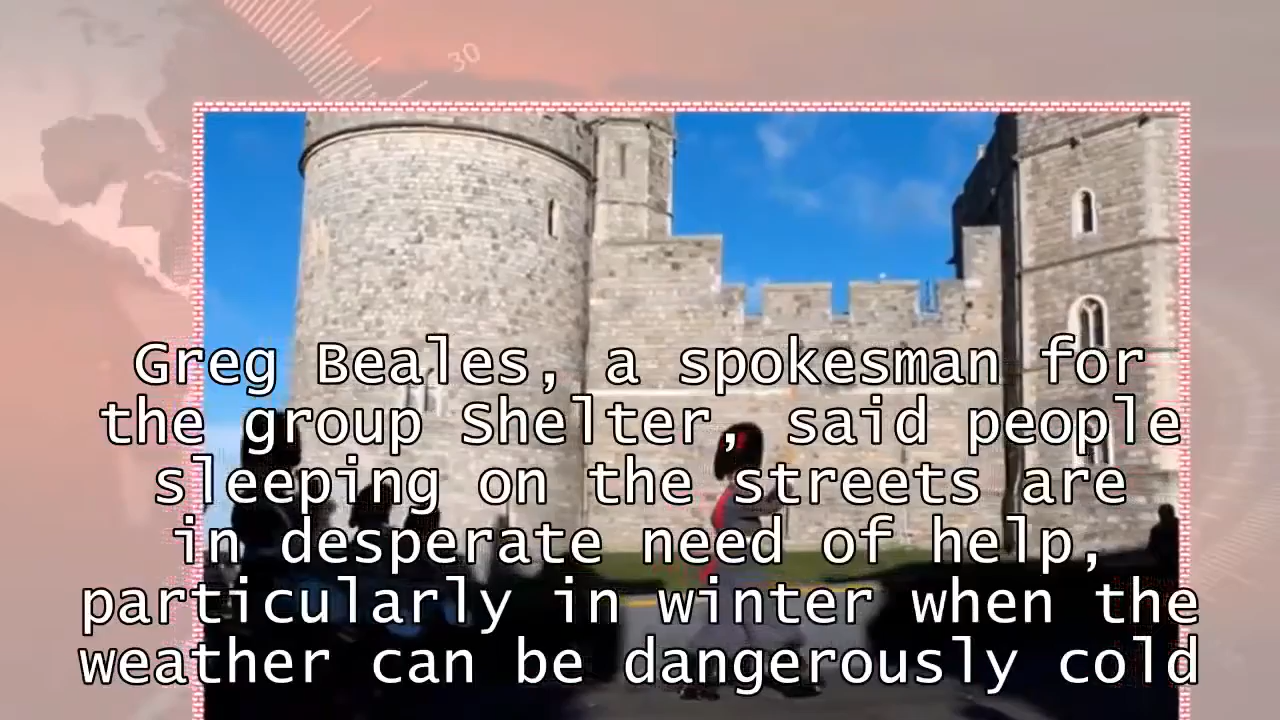 30
Greg Beales, a spokesman for
the group Shelter, said people
sleeping on the streets are
in desperate need of help,
particularly in winter when the
weather can be dangerously cold